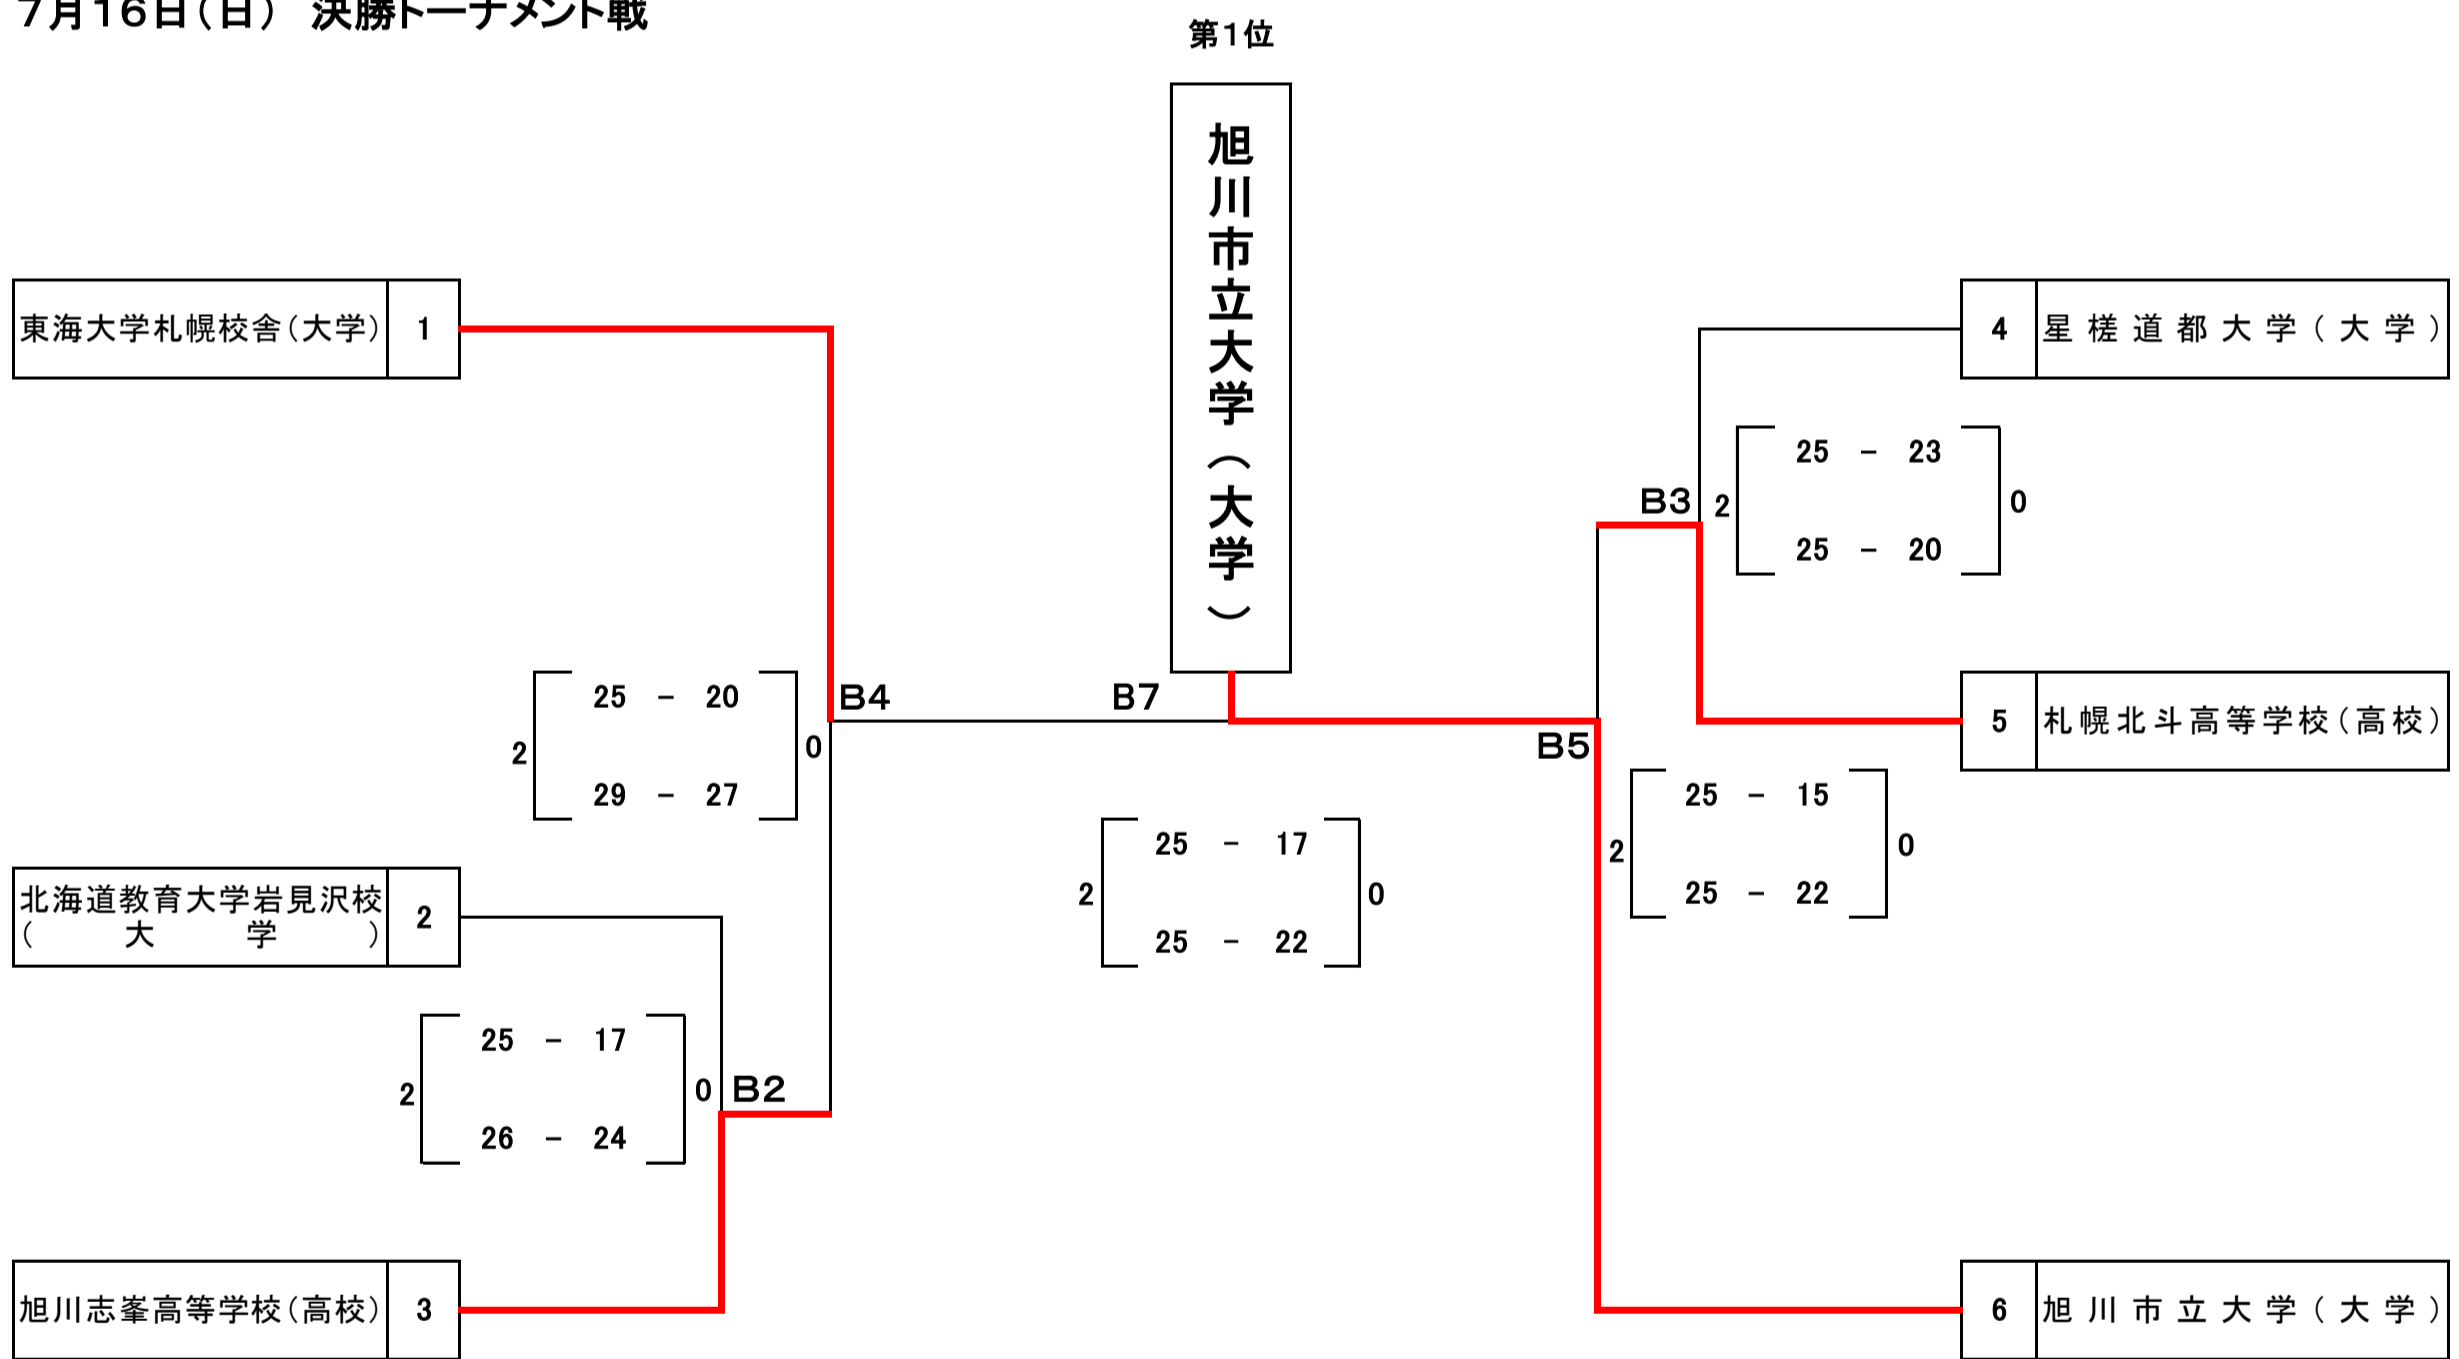 ７月１６日（日）　決勝トーナメント戦
第１位
旭川市立大学（大学）
東海大学札幌校舎（大学） 1
4 星槎道都大学（大学）
25 － 23
B3 2 0
25 － 20
25 － 20
B4
B7
2 0
29 － 27
B5
5 札幌北斗高等学校（高校）
25 － 15
2 0
25 － 22
25 － 17
2 0
25 － 22
北海道教育大学岩見沢校
（大学） 2
25 － 17
2 0 B2
26 － 24
旭川志峯高等学校（高校） 3
6 旭川市立大学（大学）